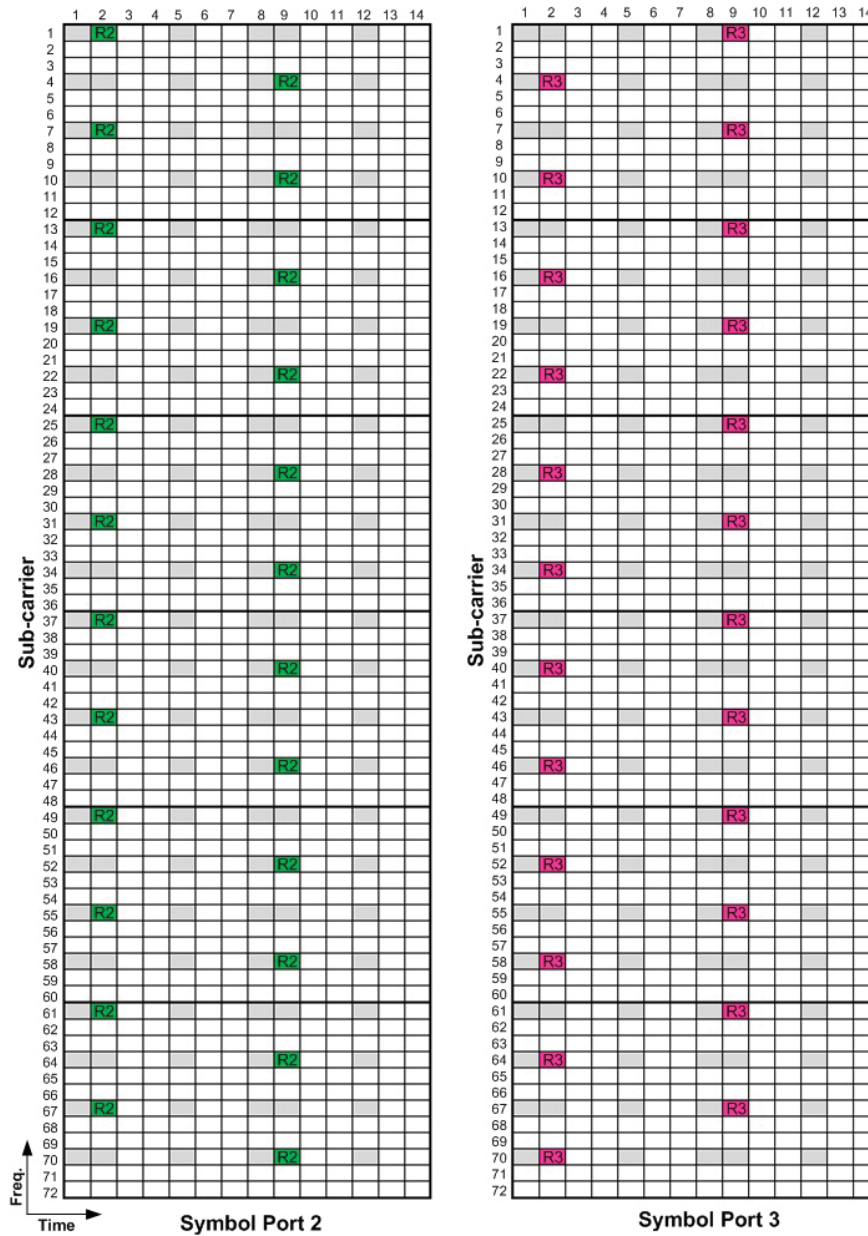 1 2 3 4 5 6 7 8 9 10 11 12 13 14
1 R2
2
3
4 R2
5
6
7 R2
8
9
10 R2
11
12
13 R2
14
15
16 R2
17
18
19 R2
20
21
22 R2
23
24
25 R2
26
27
28 R2
29
30
31 R2
32
33
34 R2
35
36
37 R2
38
39
40 R2
41
42
43 R2
44
45
46 R2
47
48
49 R2
50
51
52 R2
53
54
55 R2
56
57
58 R2
59
60
61 R2
62
63
64 R2
65
66
67 R2
68
69
70 R2
71
72
Sub-carrier
Freq.
Time
Symbol Port 2
1 2 3 4 5 6 7 8 9 10 11 12 13 14
1 R3
2
3
4 R3
5
6
7 R3
8
9
10 R3
11
12
13 R3
14
15
16 R3
17
18
19 R3
20
21
22 R3
23
24
25 R3
26
27
28 R3
29
30
31 R3
32
33
34 R3
35
36
37 R3
38
39
40 R3
41
42
43 R3
44
45
46 R3
47
48
49 R3
50
51
52 R3
53
54
55 R3
56
57
58 R3
59
60
61 R3
62
63
64 R3
65
66
67 R3
68
69
70 R3
71
72
Sub-carrier
Symbol Port 3